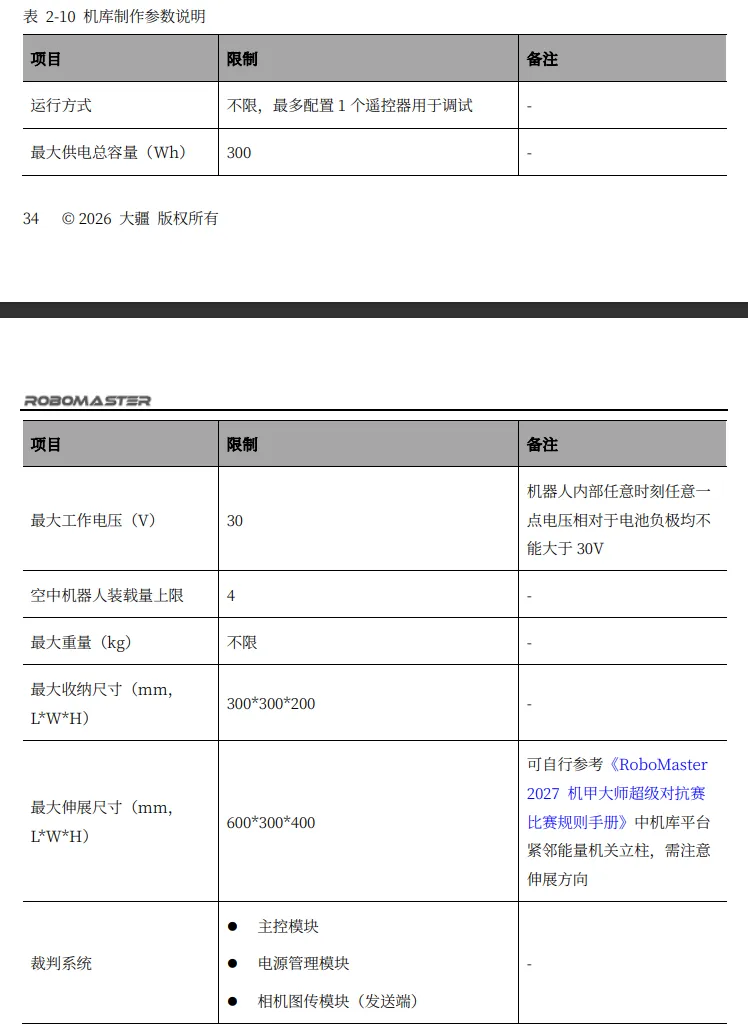 表 2-10 机库制作参数说明
项目 限制 备注
运行方式 不限，最多配置 1 个遥控器用于调试 -
最大供电总容量（Wh） 300 -
34 © 2026 大疆 版权所有
ROBOMASTER
项目 限制 备注
最大工作电压（V） 30 机器人内部任意时刻任意一
点电压相对于电池负极均不
能大于 30V
空中机器人装载量上限 4 -
最大重量（kg） 不限 -
最大收纳尺寸（mm，
L*W*H） 300*300*200 -
最大伸展尺寸（mm，
L*W*H） 600*300*400 可自行参考《RoboMaster
2027 机甲大师超级对抗赛
比赛规则手册》中机库平台
紧邻能量机关立柱，需注意
伸展方向
裁判系统 ● 主控模块
● 电源管理模块 -
● 相机图传模块（发送端）